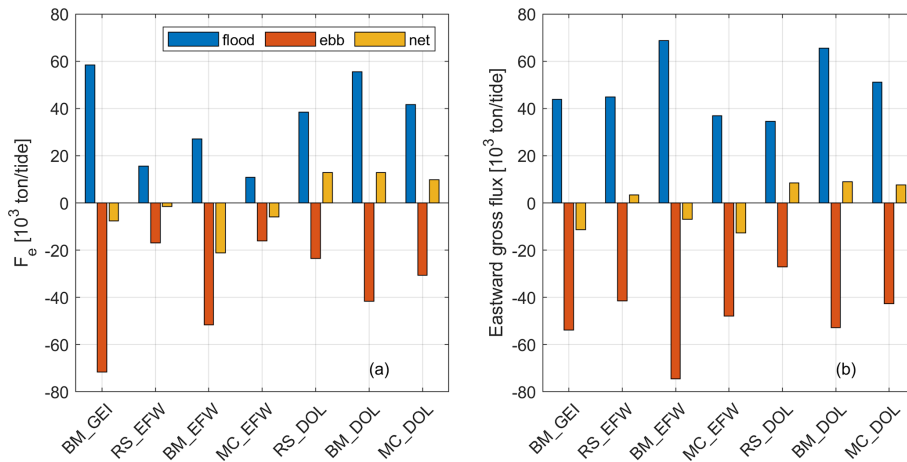 flood ebb net
F_e [10^3 ton/tide]
80
60
40
20
0
-20
-40
-60
-80
(a)
BM_GEI
RS_EFW
BM_EFW
MC_EFW
RS_DOL
BM_DOL
MC_DOL
Eastward gross flux [10^3 ton/tide]
80
60
40
20
0
-20
-40
-60
-80
(b)
BM_GEI
RS_EFW
BM_EFW
MC_EFW
RS_DOL
BM_DOL
MC_DOL